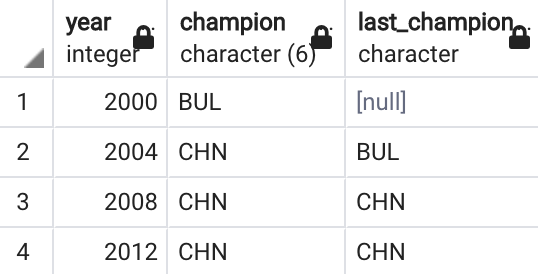 year champion last_champion
integer character (6) character
1 2000 BUL [null]
2 2004 CHN BUL
3 2008 CHN CHN
4 2012 CHN CHN